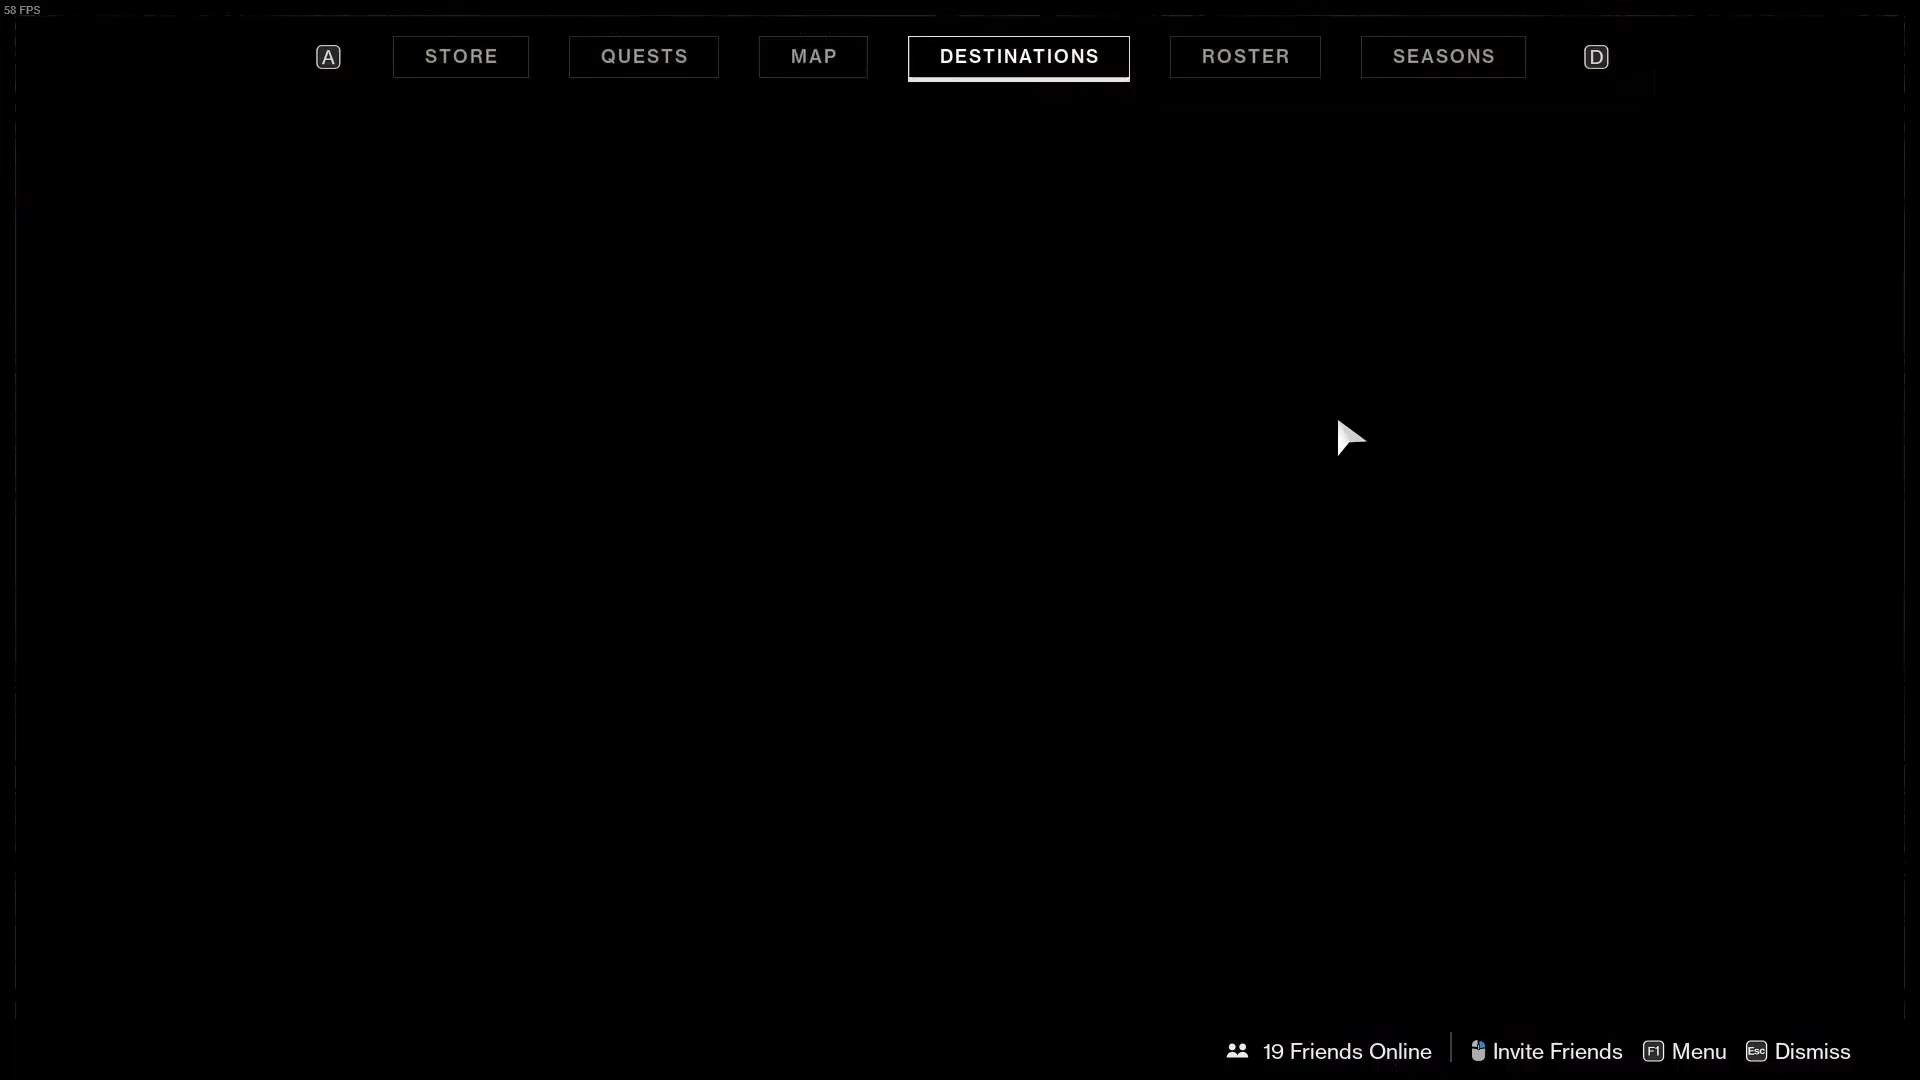 58 FPS
A STORE QUESTS MAP DESTINATIONS ROSTER SEASONS D
19 Friends Online Invite Friends F1 Menu Esc Dismiss